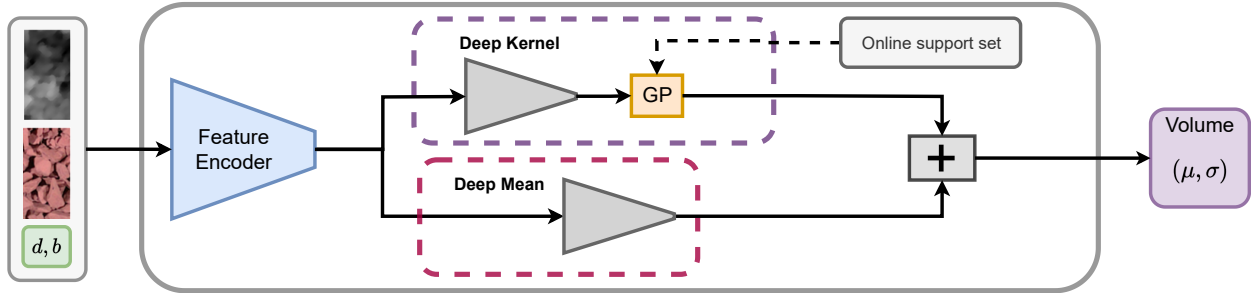 d, b
Feature
Encoder
Deep Kernel
GP
Online support set
Deep Mean
+
Volume
(μ, σ)